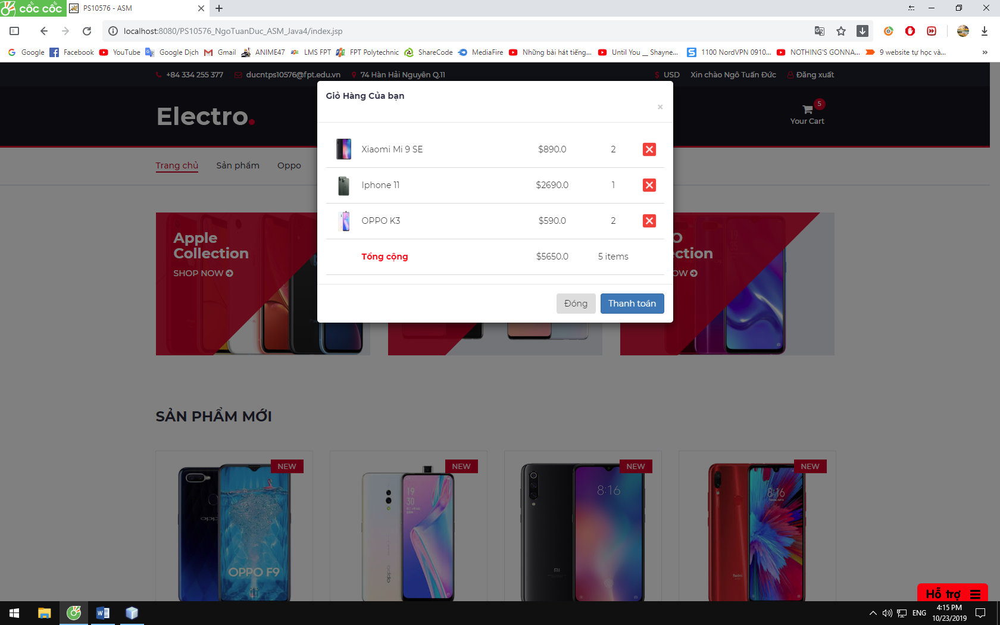 cốc cốc
PS10576 - ASM
localhost:8080/PS10576_NgoTuanDuc_ASM_Java4/index.jsp
Google Facebook YouTube Google Dịch Gmail ANIME47 LMS FPT FPT Polytechnic ShareCode MediaFire Những bài hát tiếng... Until You __ Shayne... 1100 NordVPN 0910... NOTHING'S GONNA... 9 website tự học và... »
+84 334 255 377 ducntps10576@fpt.edu.vn 74 Hàn Hải Nguyên Q.11 $ USD Xin chào Ngô Tuấn Đức Đăng xuất
Giỏ Hàng Của bạn
×
Electro.
5
Your Cart
Xiaomi Mi 9 SE $890.0 2
Trang chủ Sản phẩm Oppo
Iphone 11 $2690.0 1
OPPO K3 $590.0 2
Tổng cộng $5650.0 5 items
Đóng Thanh toán
Apple
Collection
SHOP NOW
O
ection
OW
SẢN PHẨM MỚI
NEW
OPPO F9
NEW
19
30
oppo
NEW
8:16
mi
NEW
8:16
Redmi
Hỗ trợ
ENG
4:15 PM
10/23/2019